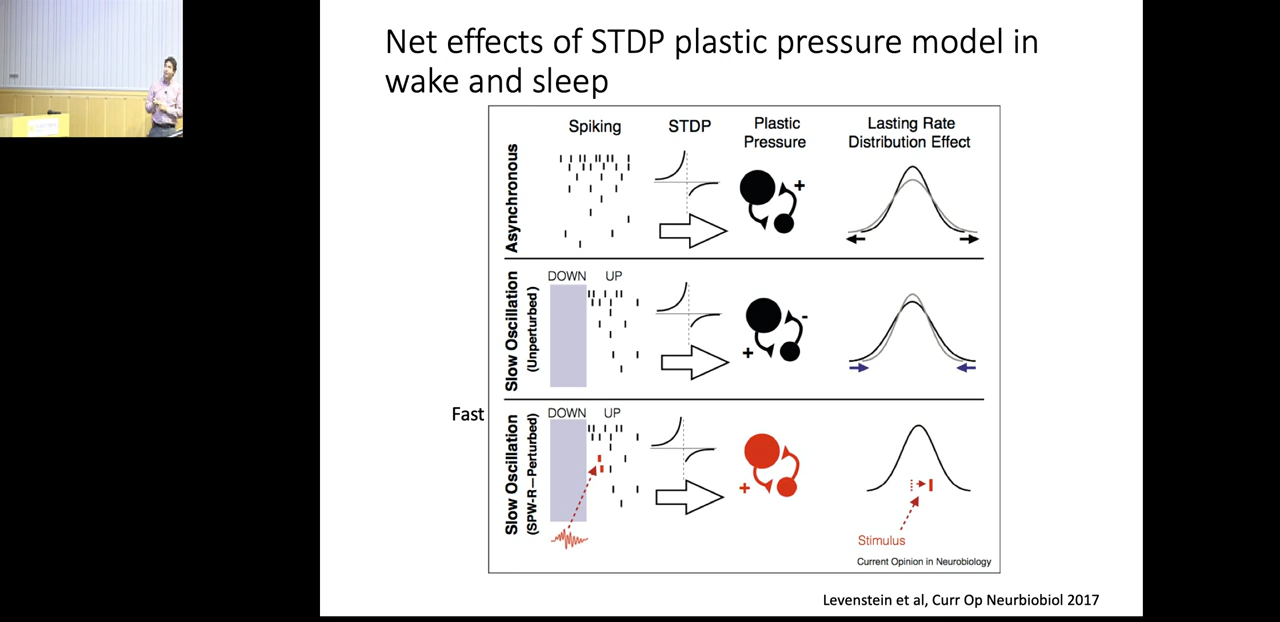 Net effects of STDP plastic pressure model in
wake and sleep
Spiking
STDP
Plastic
Pressure
Lasting Rate
Distribution Effect
Asynchronous
+
Slow Oscillation
(Unperturbed)
DOWN
UP
+
-
Fast
Slow Oscillation
(SPW-R—Perturbed)
DOWN
UP
+
Stimulus
Current Opinion in Neurobiology
Levenstein et al, Curr Op Neurbiobiol 2017